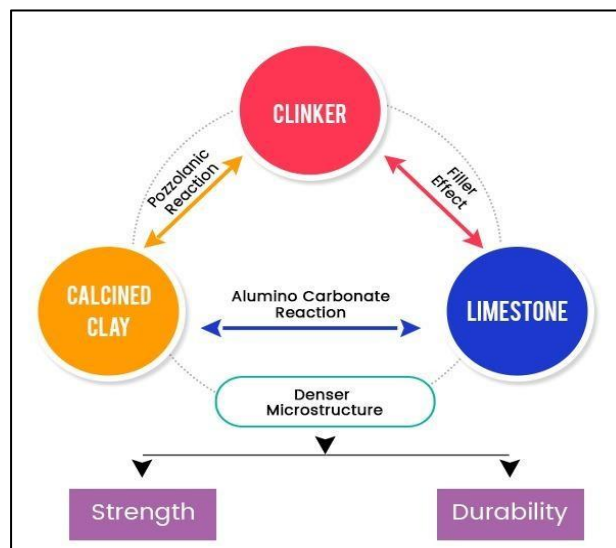 CLINKER
Pozzolanic
Reaction
Filler
Effect
CALCINED
CLAY
Alumino Carbonate
Reaction
LIMESTONE
Denser
Microstructure
Strength
Durability